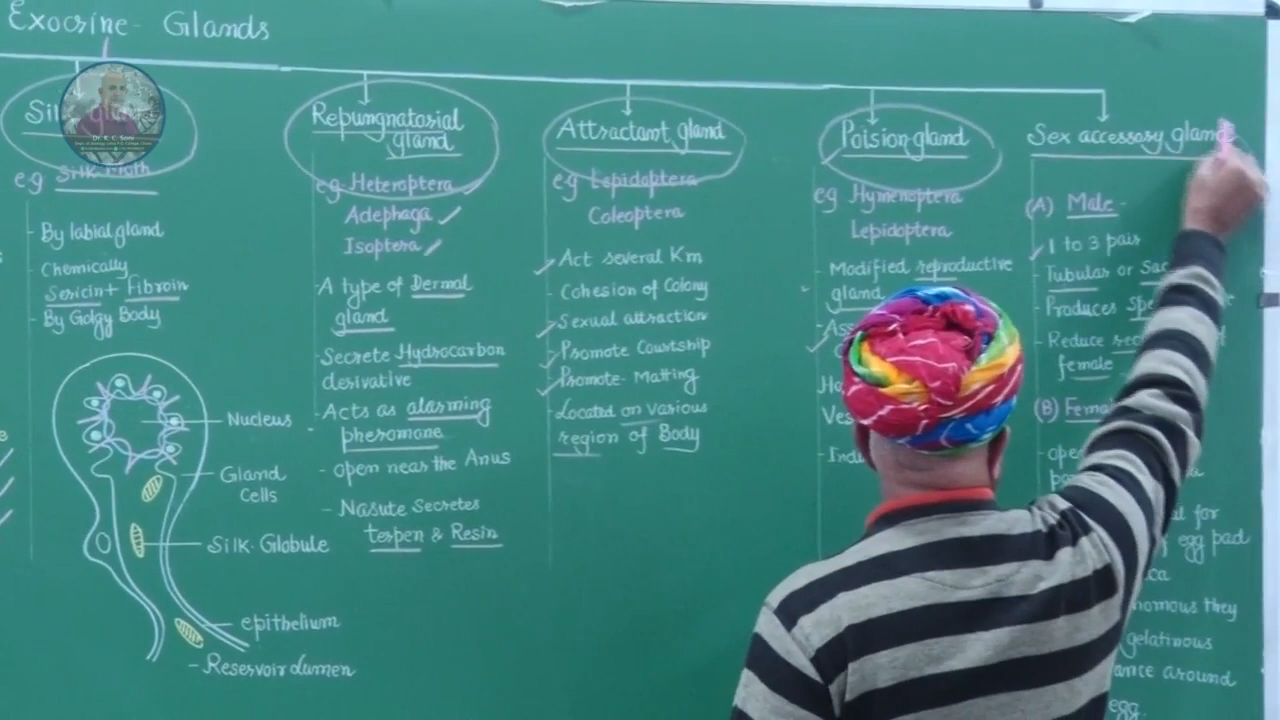 Exocrine- Glands
eg Silk Moth
- By labial gland
- Chemically
Sericin + Fibroin
- By Golgy Body
Nucleus
Gland
Cells
Silk. Globule
epithelium
- Reservoir Lumen
Repungnatorial
gland
eg Heteroptera
Adephaga
Isoptera
- A type of Dermal
gland
- Secrete Hydrocarbon
derivative
- Acts as alarming
pheromone
- open near the Anus
- Nasute Secretes
terpen & Resin
Attractant gland
eg Lepidoptera
Coleoptera
Act several Km
- Cohesion of Colony
- Sexual attraction
Promote Courtship
Promote- Matting
- Located on various
region of Body
Poision gland
eg Hymenoptera
Lepidoptera
- Modified reproductive
gland
Sex accessory gland
(A) Male -
1 to 3 pair
- Tubular or
- Produces
- Reduce
female
(B)
for
egg pad
they
gelatinous
around
egg.
Dr. K. C. Soni